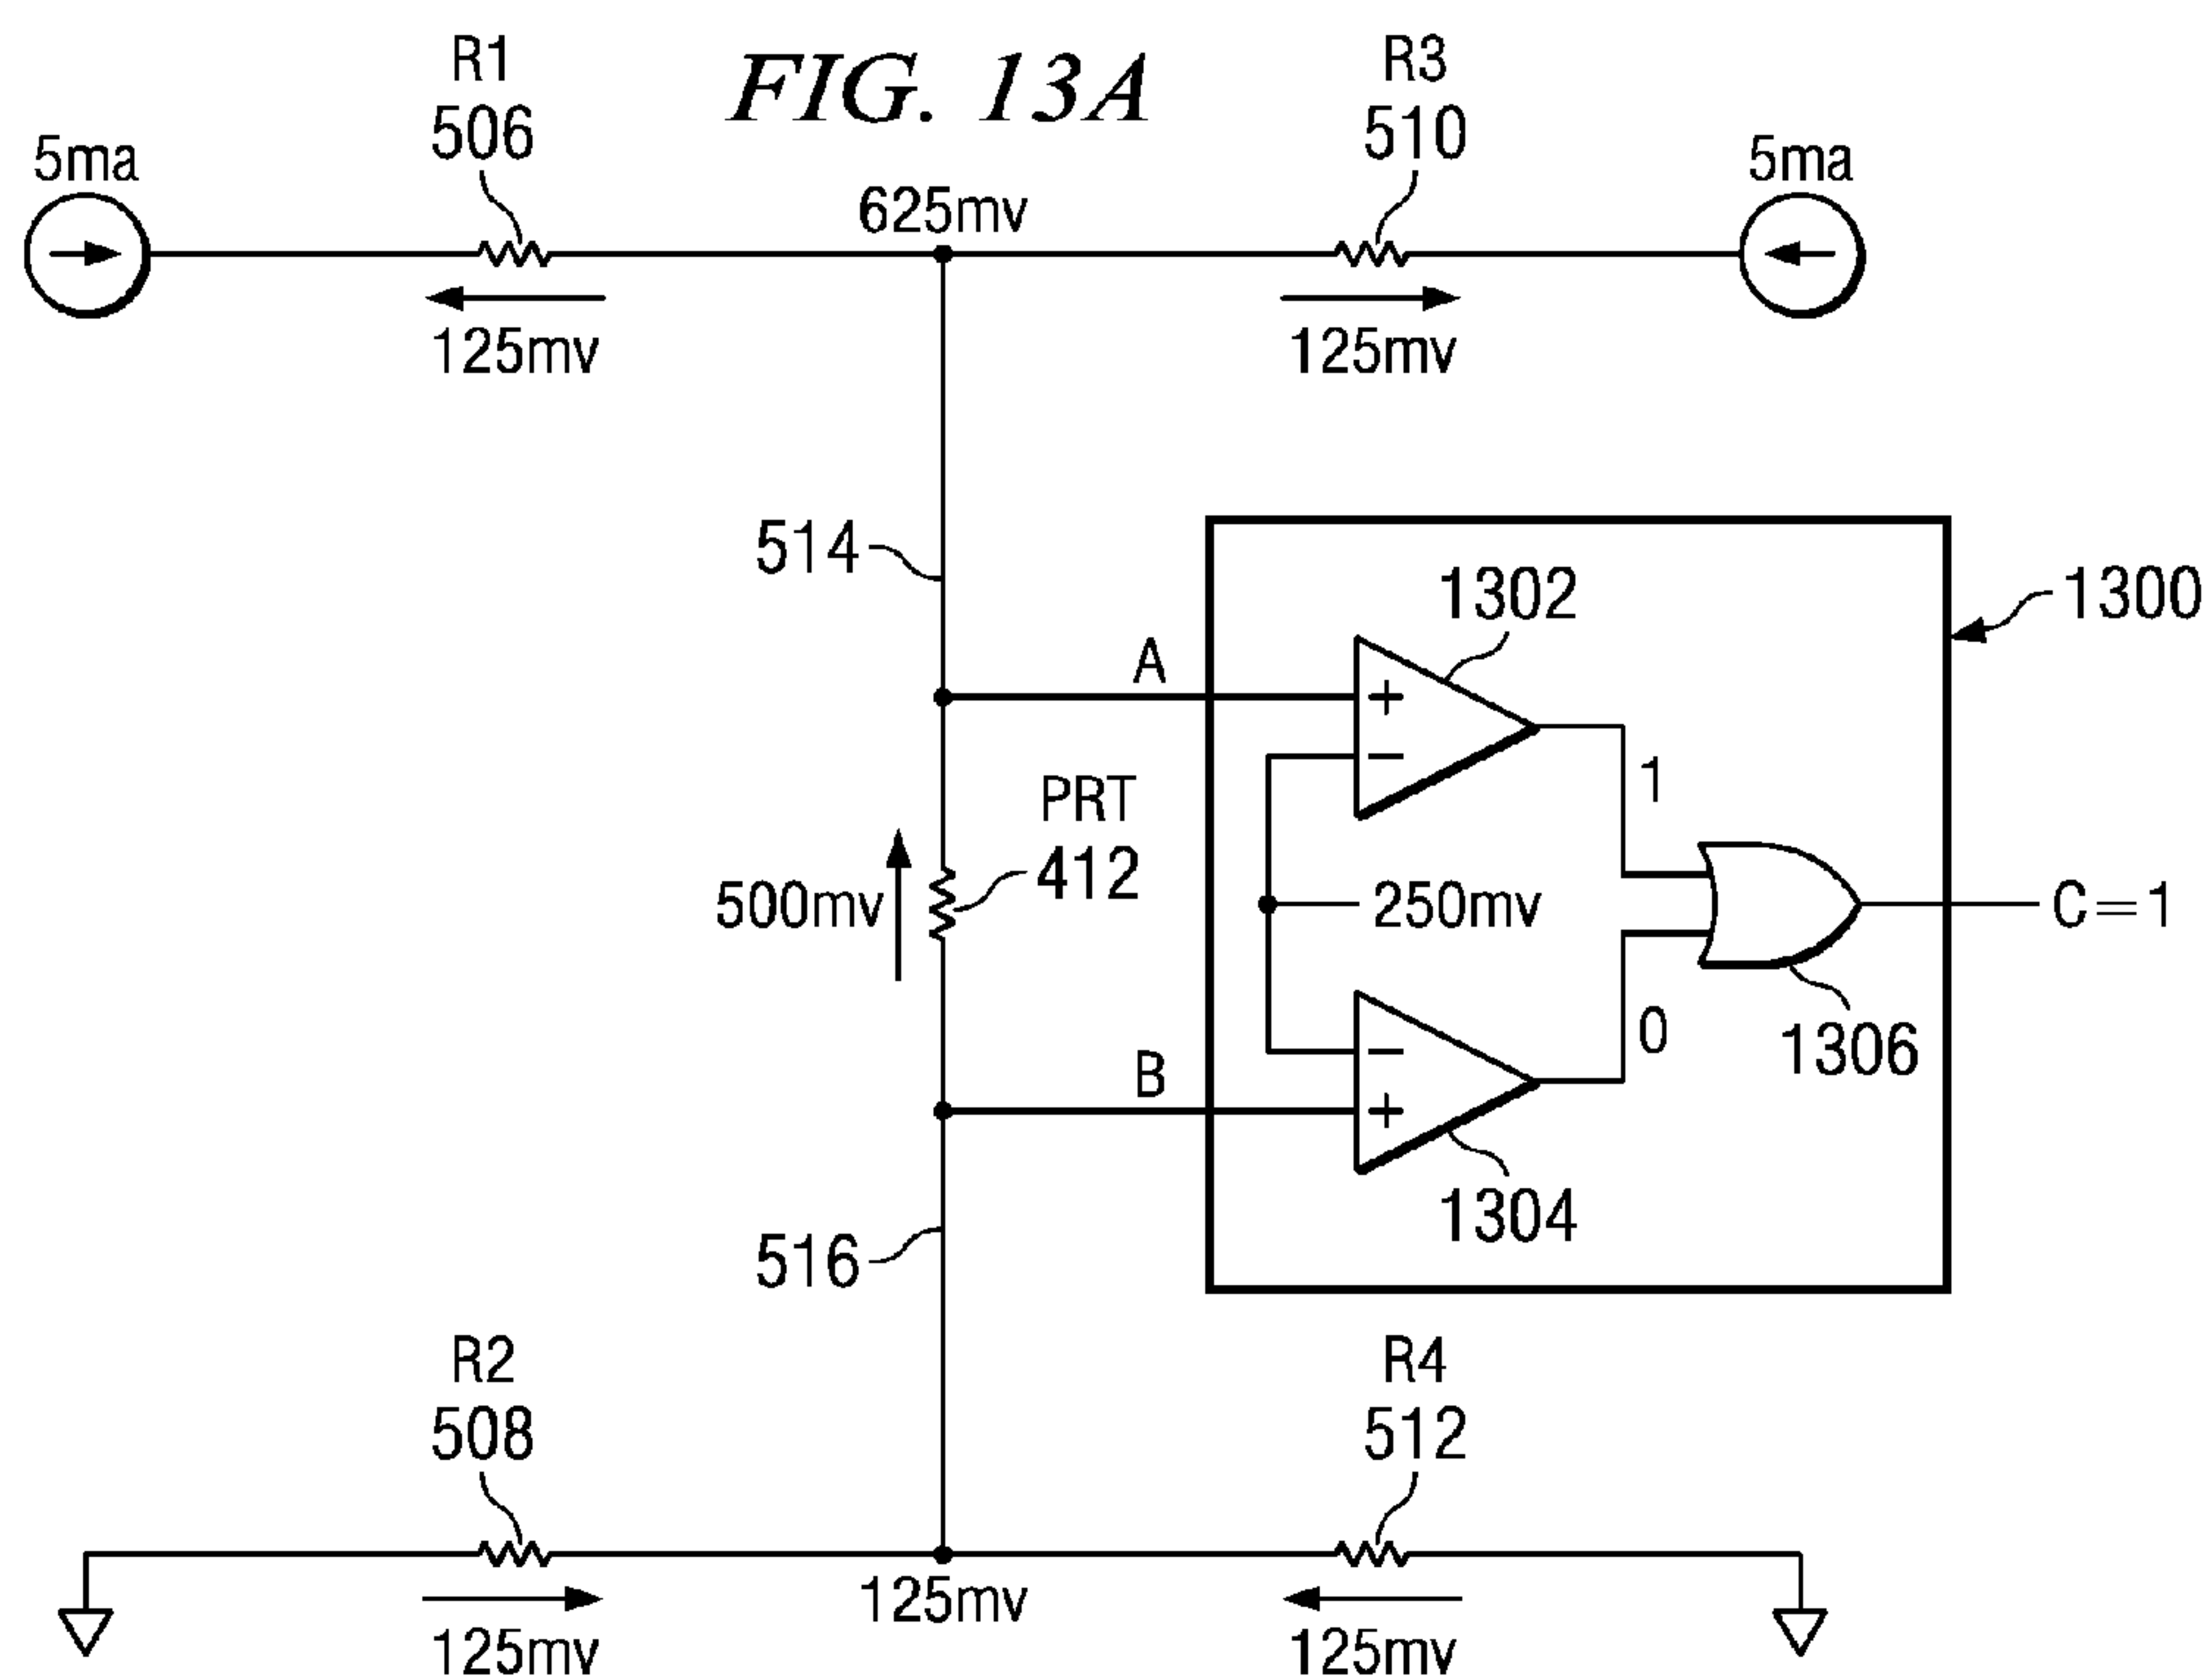 FIG. 13A
R1
506
R3
510
5ma
5ma
625mv
125mv
125mv
514
1302
1300
A
+
−
1
PRT
412
500mv
250mv
C=1
−
+
0
1306
B
1304
516
R2
508
R4
512
125mv
125mv
125mv